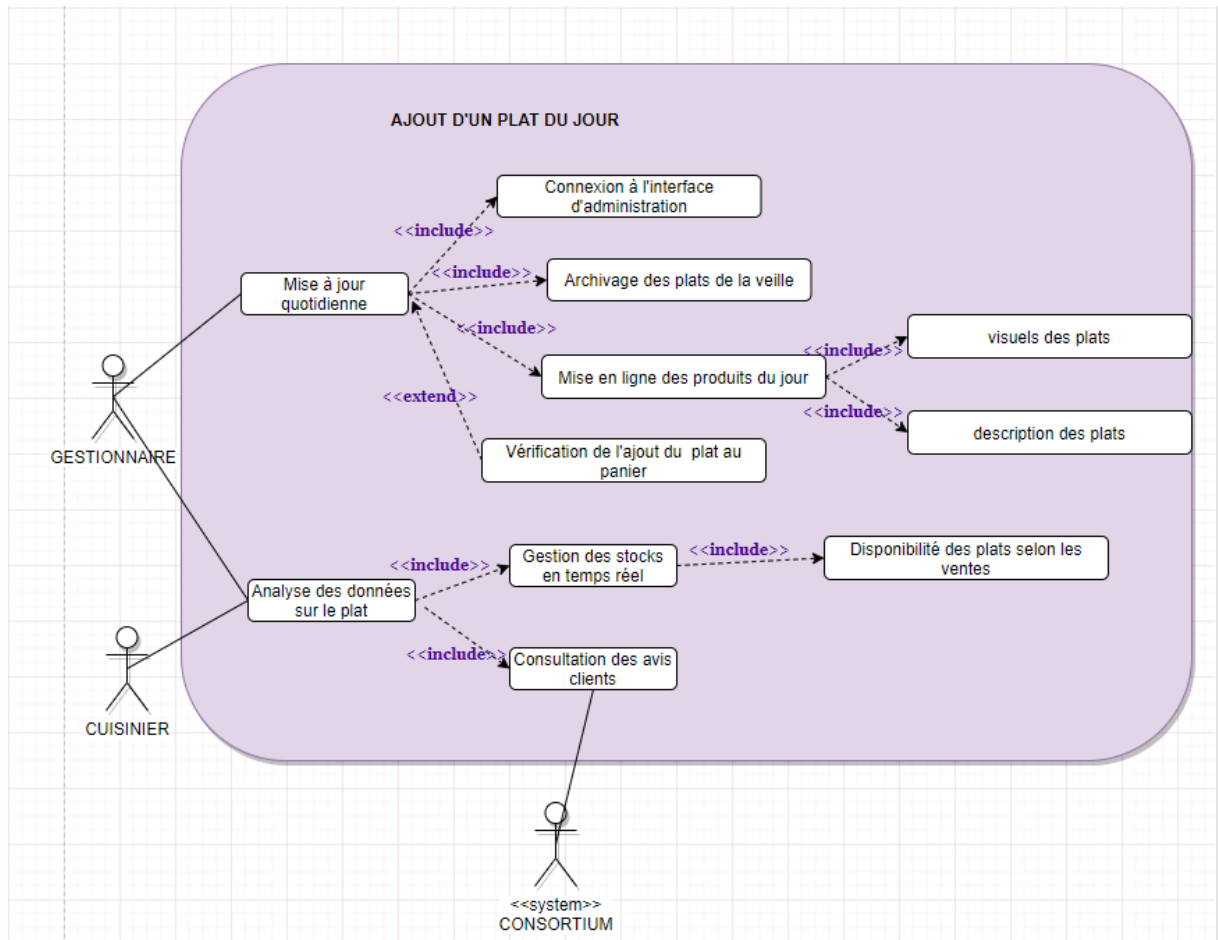 AJOUT D'UN PLAT DU JOUR
Connexion à l'interface
d'administration
<<include>>
<<include>>
Archivage des plats de la veille
Mise à jour
quotidienne
<<include>>
visuels des plats
<<include>>
Mise en ligne des produits du jour
<<extend>>
<<include>>
description des plats
Vérification de l'ajout du plat au
panier
GESTIONNAIRE
<<include>>
Gestion des stocks
en temps réel
<<include>>
Disponibilité des plats selon les
ventes
Analyse des données
sur le plat
<<include>>
Consultation des avis
clients
CUISINIER
<<system>>
CONSORTIUM